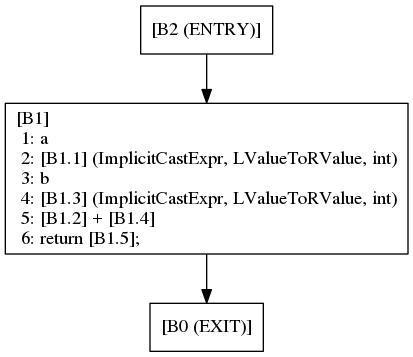 [B2 (ENTRY)]
[B1]
1: a
2: [B1.1] (ImplicitCastExpr, LValueToRValue, int)
3: b
4: [B1.3] (ImplicitCastExpr, LValueToRValue, int)
5: [B1.2] + [B1.4]
6: return [B1.5];
[B0 (EXIT)]